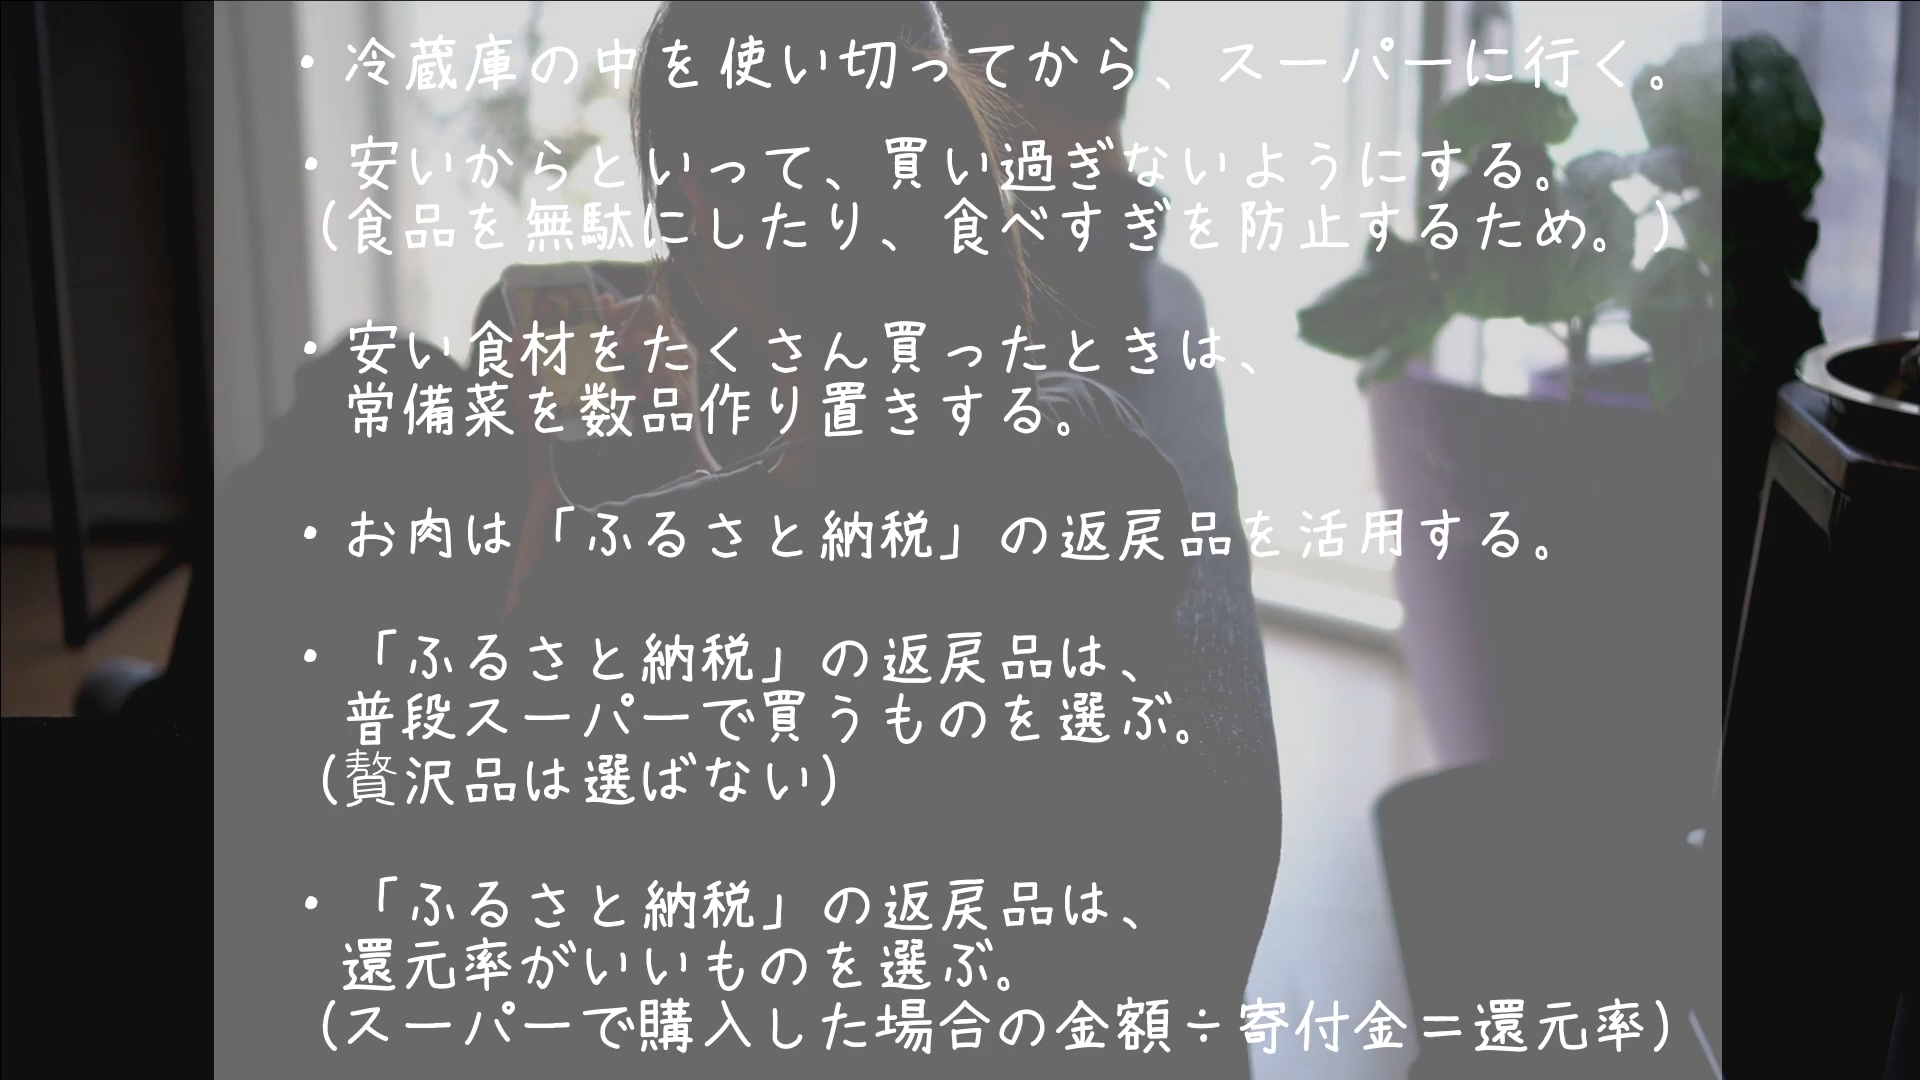 ・冷蔵庫の中を使い切ってから、スーパーに行く。
・安いからといって、買い過ぎないようにする。
(食品を無駄にしたり、食べすぎを防止するため。)
・安い食材をたくさん買ったときは、
常備菜を数品作り置きする。
・お肉は「ふるさと納税」の返戻品を活用する。
・「ふるさと納税」の返戻品は、
普段スーパーで買うものを選ぶ。
(贅沢品は選ばない)
・「ふるさと納税」の返戻品は、
還元率がいいものを選ぶ。
(スーパーで購入した場合の金額÷寄付金＝還元率)